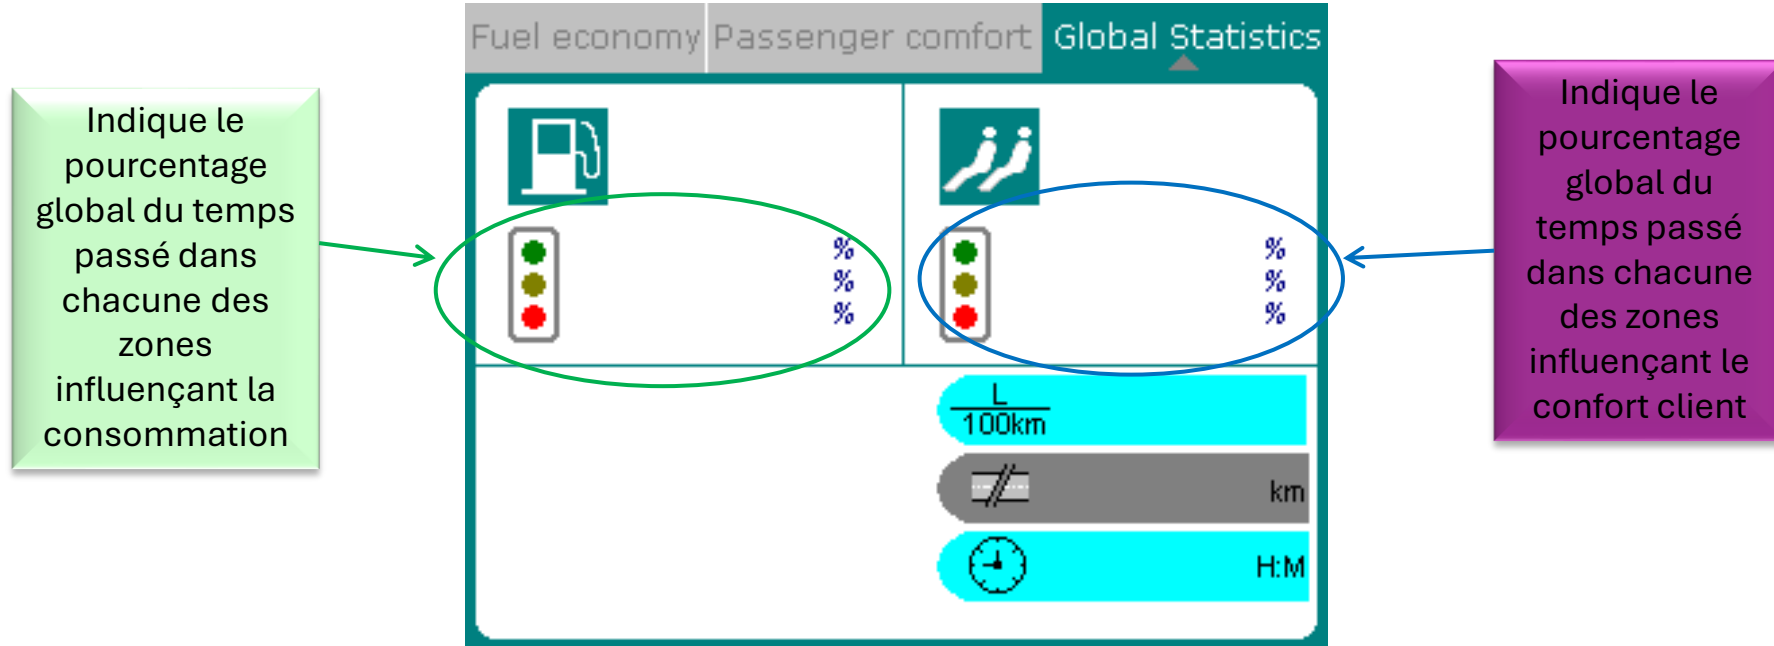 Fuel economy
Passenger comfort
Global Statistics
Indique le
pourcentage
global du temps
passé dans
chacune des
zones
influençant la
consommation
%
%
%
%
%
%
L
100km
km
H:M
Indique le
pourcentage
global du
temps passé
dans chacune
des zones
influençant le
confort client